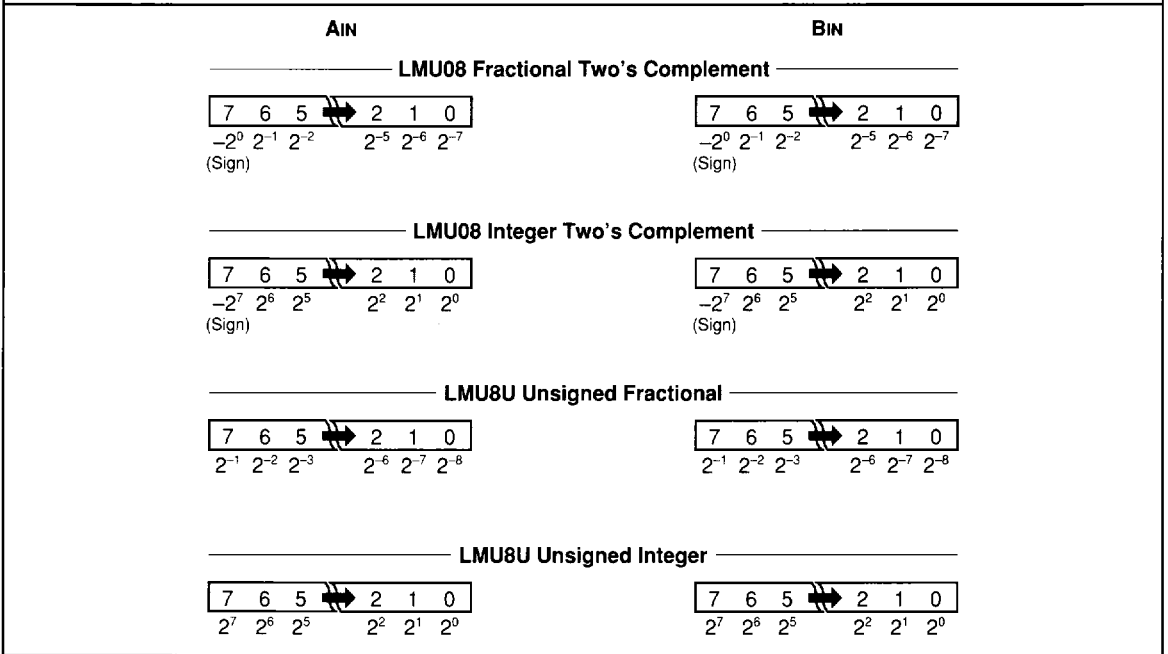 AIN BIN
LMU08 Fractional Two's Complement
7 6 5 2 1 0 7 6 5 2 1 0
–2⁰ 2⁻¹ 2⁻² 2⁻⁵ 2⁻⁶ 2⁻⁷ –2⁰ 2⁻¹ 2⁻² 2⁻⁵ 2⁻⁶ 2⁻⁷
(Sign) (Sign)
LMU08 Integer Two's Complement
7 6 5 2 1 0 7 6 5 2 1 0
–2⁷ 2⁶ 2⁵ 2² 2¹ 2⁰ –2⁷ 2⁶ 2⁵ 2² 2¹ 2⁰
(Sign) (Sign)
LMU8U Unsigned Fractional
7 6 5 2 1 0 7 6 5 2 1 0
2⁻¹ 2⁻² 2⁻³ 2⁻⁶ 2⁻⁷ 2⁻⁸ 2⁻¹ 2⁻² 2⁻³ 2⁻⁶ 2⁻⁷ 2⁻⁸
LMU8U Unsigned Integer
7 6 5 2 1 0 7 6 5 2 1 0
2⁷ 2⁶ 2⁵ 2² 2¹ 2⁰ 2⁷ 2⁶ 2⁵ 2² 2¹ 2⁰